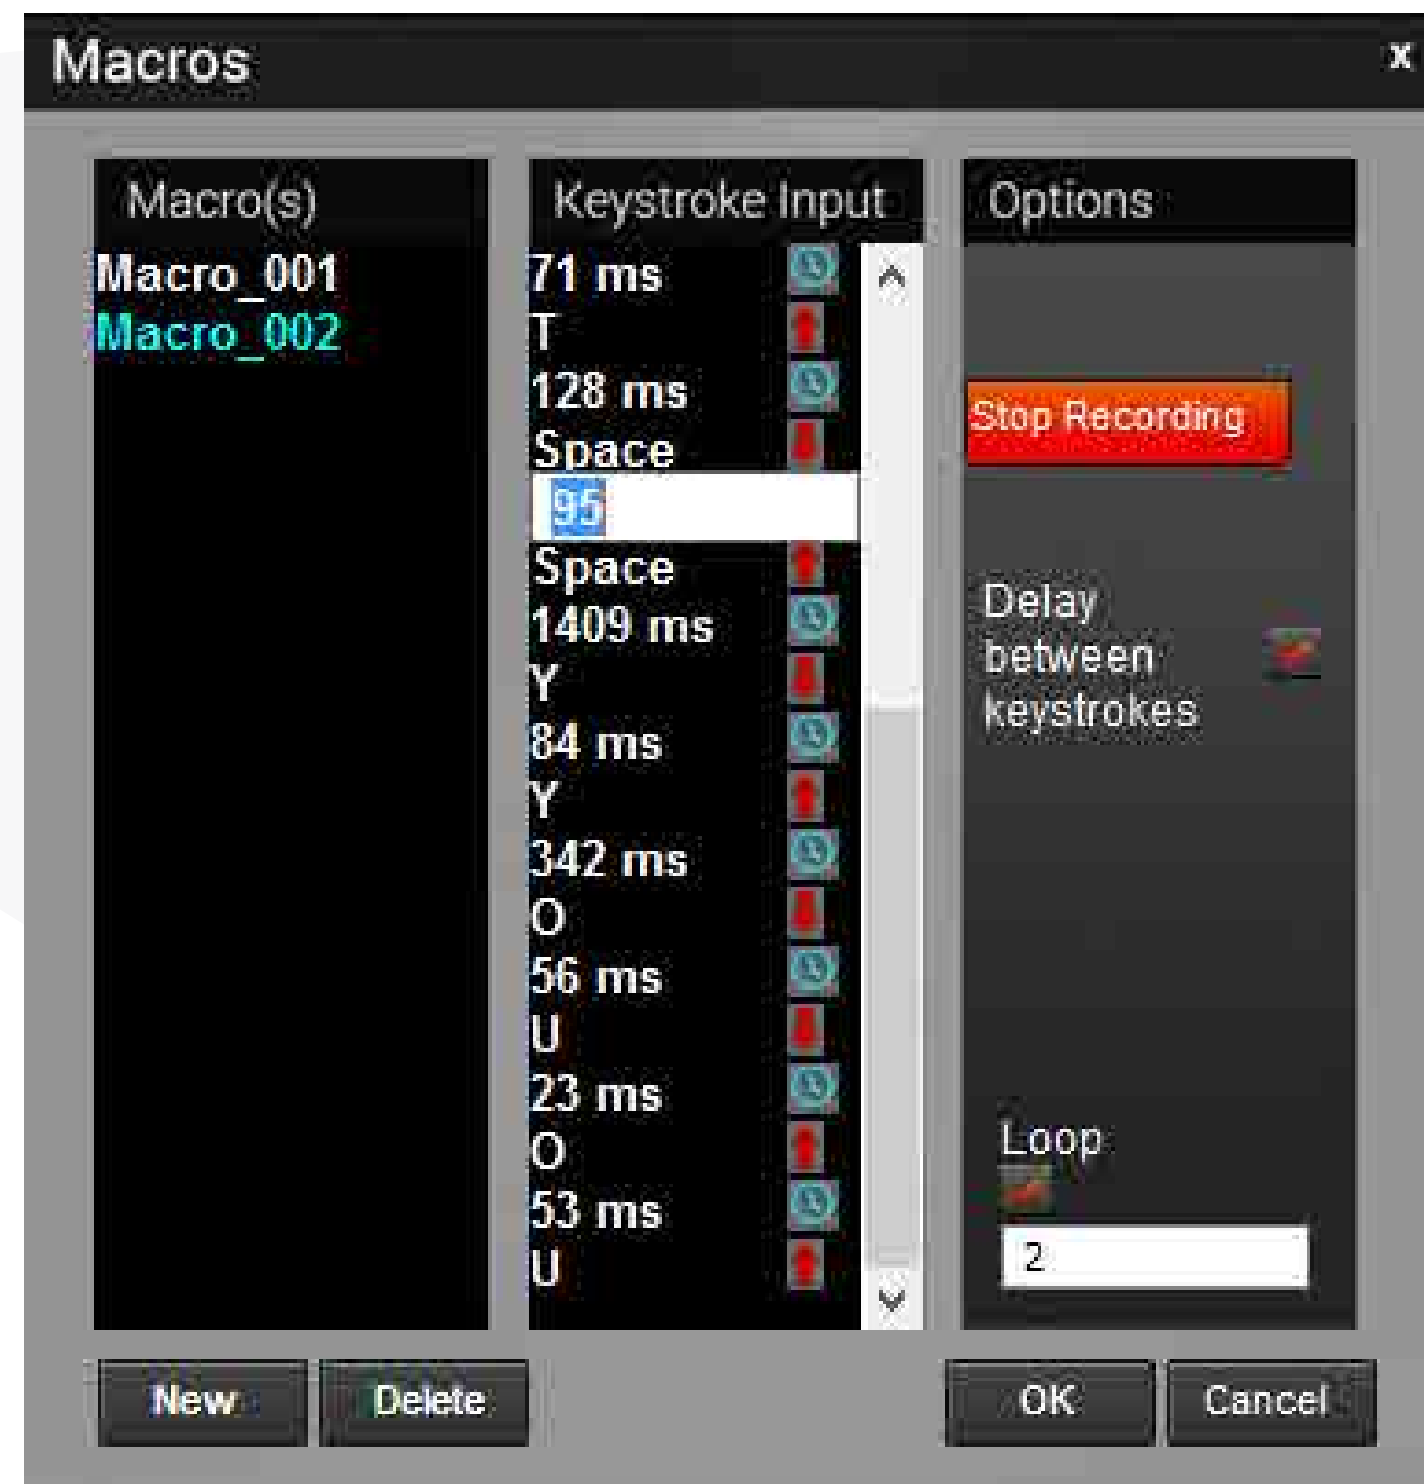 Macros
x
Macro(s)
Macro_001
Macro_002
Keystroke Input
71 ms
T
128 ms
Space
95
Space
1409 ms
Y
84 ms
Y
342 ms
O
56 ms
U
23 ms
O
53 ms
U
Options
Stop Recording
Delay
between
keystrokes
Loop
2
New
Delete
OK
Cancel